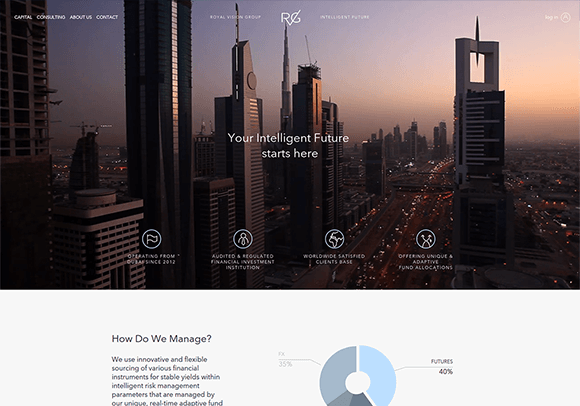 CAPITAL CONSULTING ABOUT US CONTACT
ROYAL VISION GROUP
INTELLIGENT FUTURE
log in
Your Intelligent Future
starts here
OPERATING FROM
DUBAI SINCE 2012
AUDITED & REGULATED
FINANCIAL INVESTMENT
INSTITUTION
WORLDWIDE SATISFIED
CLIENTS BASE
OFFERING UNIQUE &
ADAPTIVE
FUND ALLOCATIONS
How Do We Manage?
We use innovative and flexible
sourcing of various financial
instruments for stable yields within
intelligent risk management
parameters that are managed by
our unique, real-time adaptive fund
FX
35%
FUTURES
40%